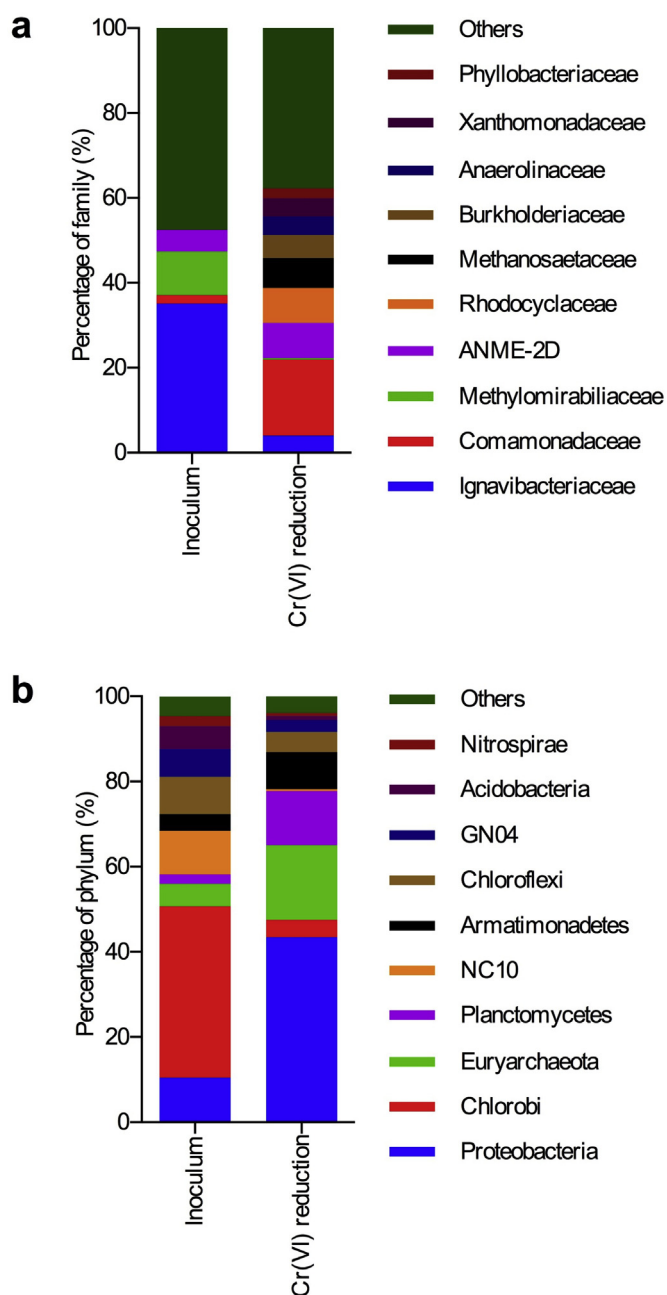 a
Percentage of family (%)
100
80
60
40
20
0
Inoculum
Cr(VI) reduction
Others
Phyllobacteriaceae
Xanthomonadaceae
Anaerolinaceae
Burkholderiaceae
Methanosaetaceae
Rhodocyclaceae
ANME-2D
Methylomirabiliaceae
Comamonadaceae
Ignavibacteriaceae
b
Percentage of phylum (%)
100
80
60
40
20
0
Inoculum
Cr(VI) reduction
Others
Nitrospirae
Acidobacteria
GN04
Chloroflexi
Armatimonadetes
NC10
Planctomycetes
Euryarchaeota
Chlorobi
Proteobacteria